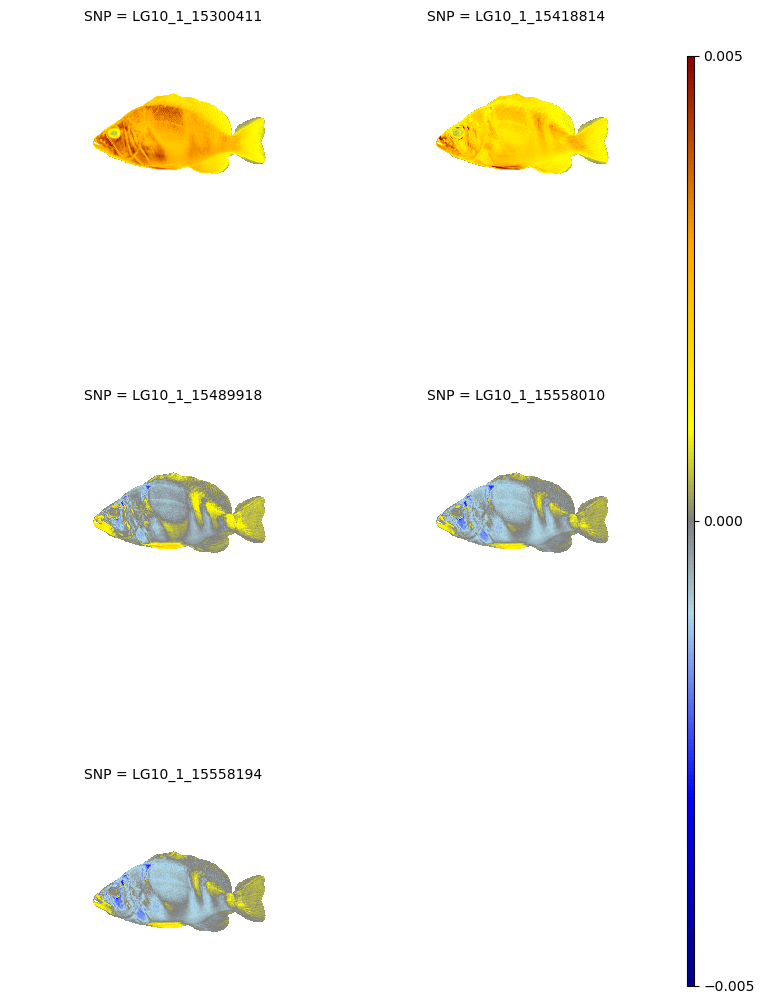 SNP = LG10_1_15300411
SNP = LG10_1_15418814
0.005
SNP = LG10_1_15489918
SNP = LG10_1_15558010
0.000
SNP = LG10_1_15558194
−0.005